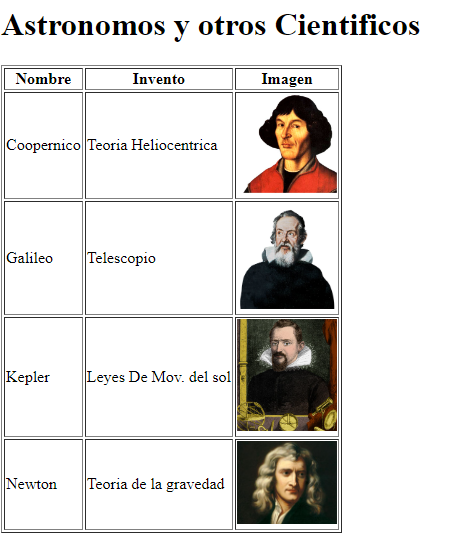 Astronomos y otros Cientificos
Nombre Invento Imagen
Coopernico Teoria Heliocentrica
Galileo Telescopio
Kepler Leyes De Mov. del sol
Newton Teoria de la gravedad